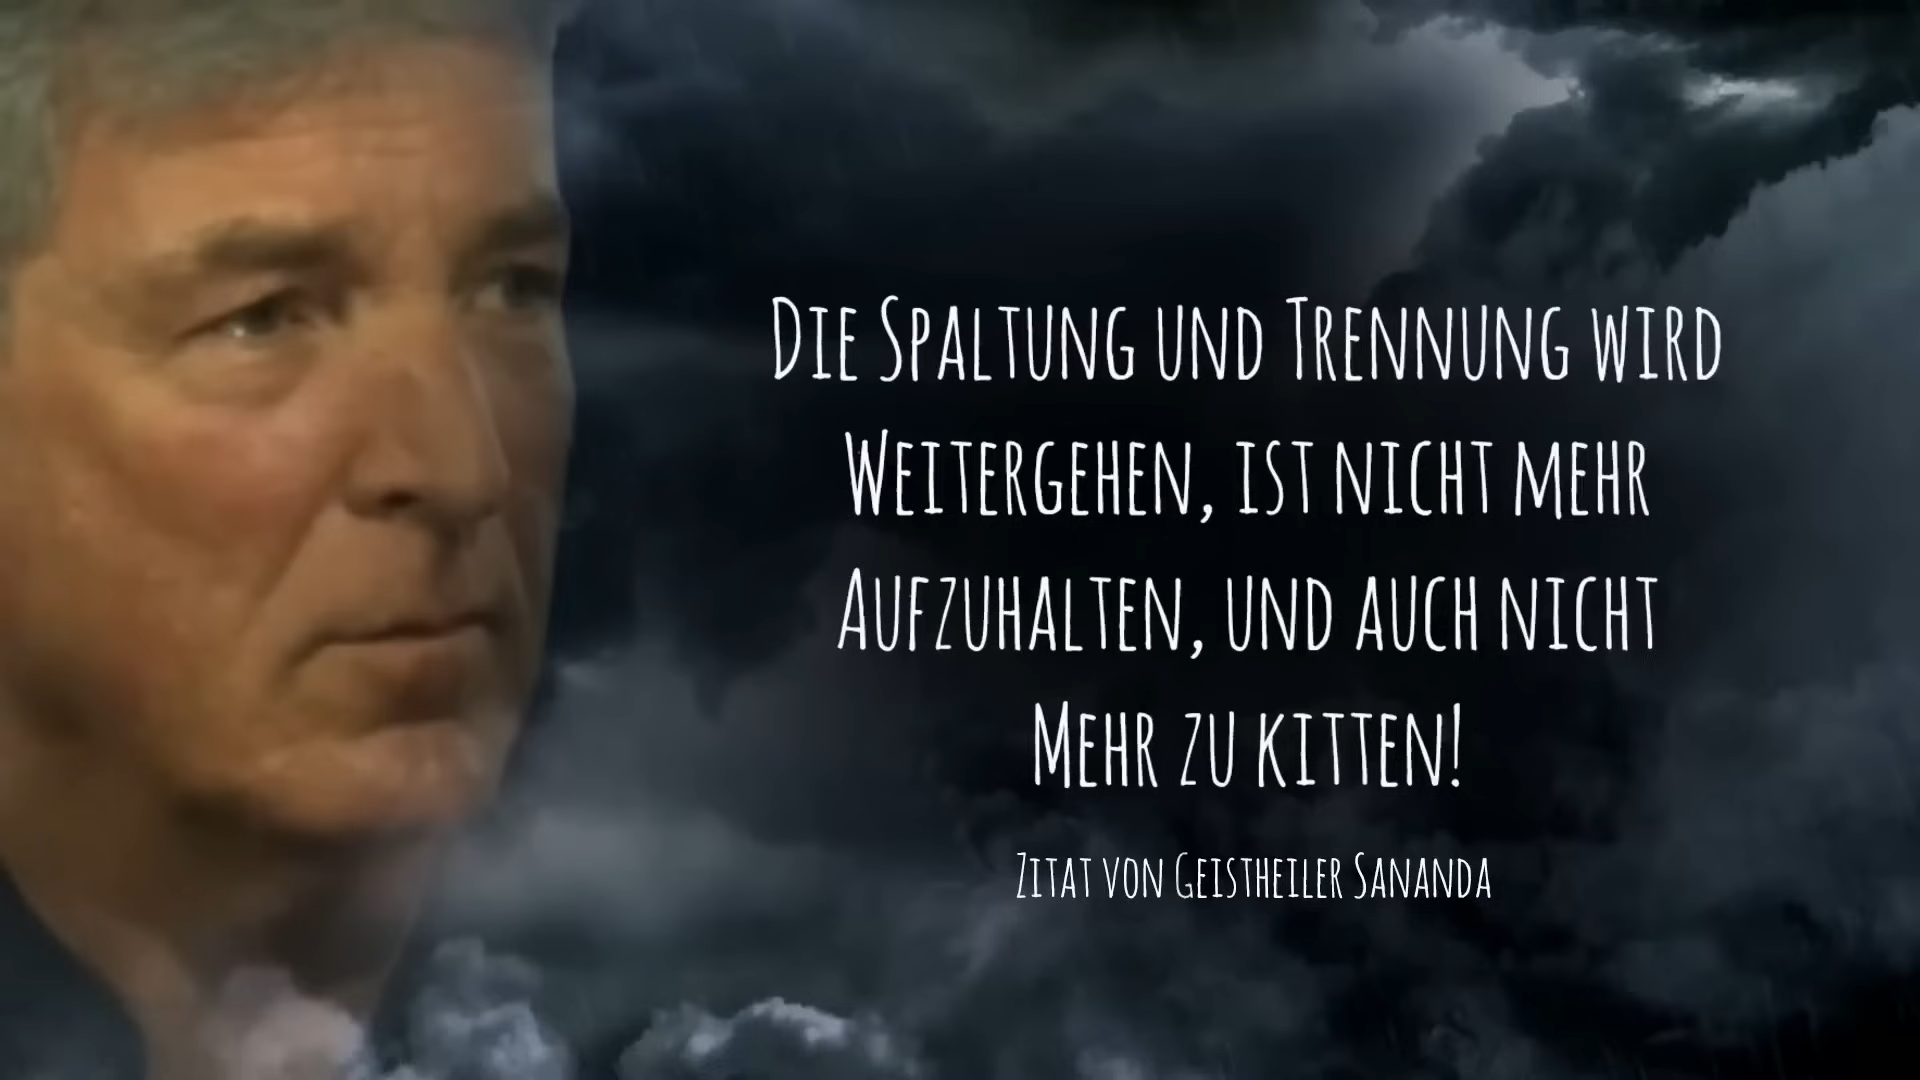 Die Spaltung und Trennung wird
Weitergehen, ist nicht mehr
Aufzuhalten, und auch nicht
Mehr zu kitten!
Zitat von Geistheiler Sananda